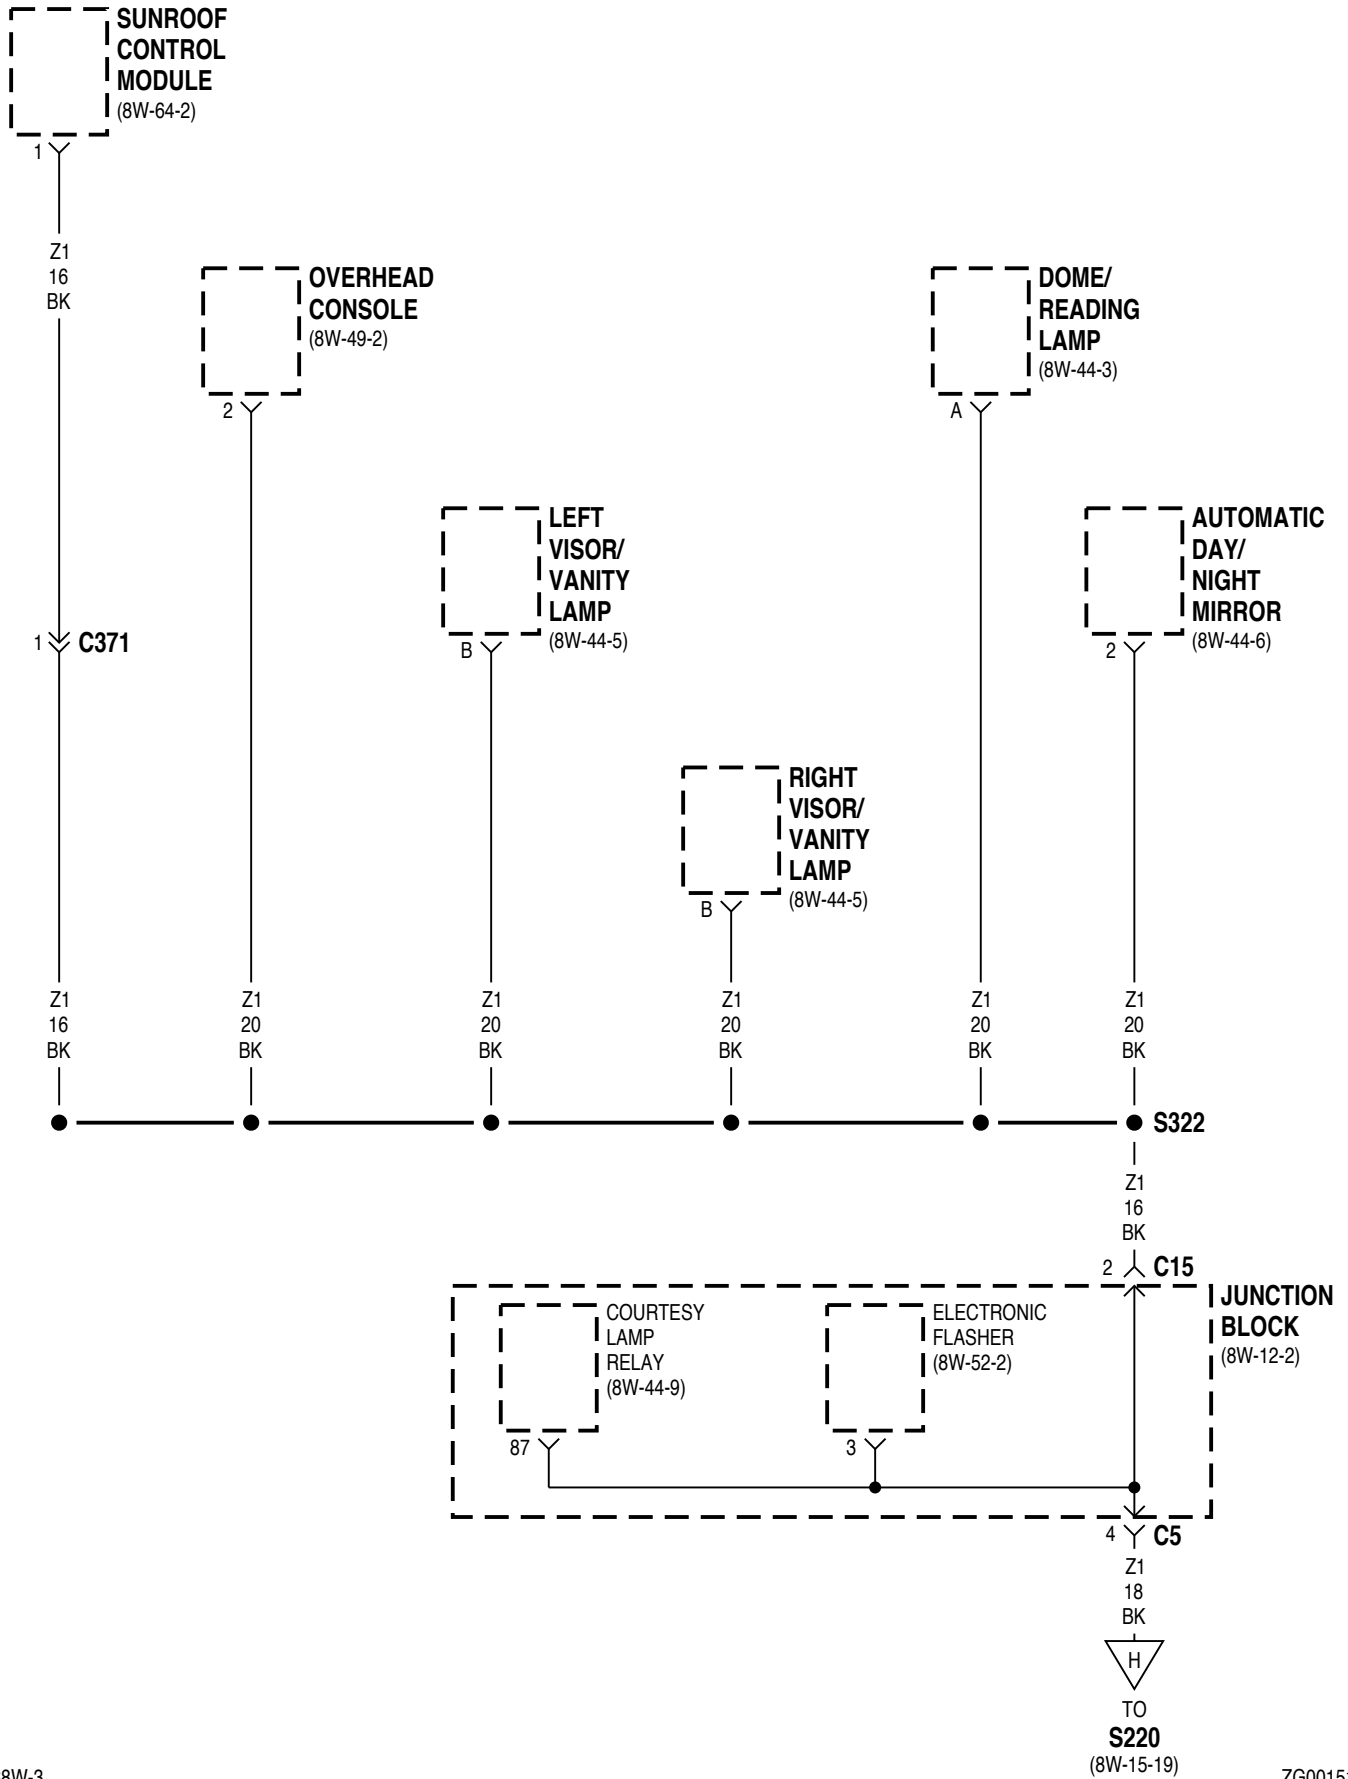 SUNROOF
CONTROL
MODULE
(8W-64-2)
1
Z1
16
BK
OVERHEAD
CONSOLE
(8W-49-2)
2
DOME/
READING
LAMP
(8W-44-3)
A
LEFT
VISOR/
VANITY
LAMP
(8W-44-5)
B
AUTOMATIC
DAY/
NIGHT
MIRROR
(8W-44-6)
2
1 C371
RIGHT
VISOR/
VANITY
LAMP
(8W-44-5)
B
Z1 Z1 Z1 Z1 Z1 Z1
16 20 20 20 20 20
BK BK BK BK BK BK
S322
Z1
16
BK
2 C15
JUNCTION
BLOCK
(8W-12-2)
COURTESY
LAMP
RELAY
(8W-44-9)
87
ELECTRONIC
FLASHER
(8W-52-2)
3
4 C5
Z1
18
BK
H
TO
S220
(8W-15-19)
8W-3